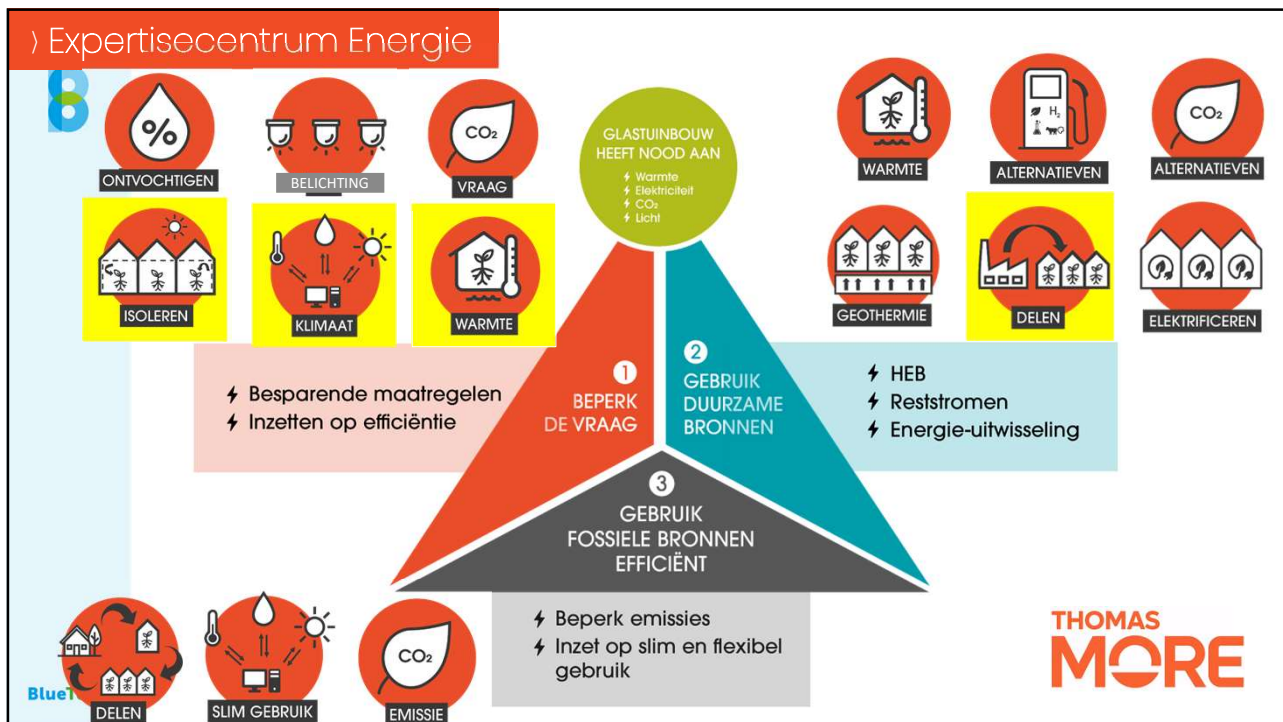 ⟩ Expertisecentrum Energie
%
CO₂
ONTVOCHTIGEN
BELICHTING
VRAAG
ISOLEREN
KLIMAAT
WARMTE
GLASTUINBOUW
HEEFT NOOD AAN
Warmte
Elektriciteit
CO₂
Licht
H₂
CO₂
WARMTE
ALTERNATIEVEN
ALTERNATIEVEN
GEOTHERMIE
DELEN
ELEKTRIFICEREN
Besparende maatregelen
Inzetten op efficiëntie
1
BEPERK
DE VRAAG
2
GEBRUIK
DUURZAME
BRONNEN
HEB
Reststromen
Energie-uitwisseling
3
GEBRUIK
FOSSIELE BRONNEN
EFFICIËNT
Beperk emissies
Inzet op slim en flexibel
gebruik
CO₂
DELEN
SLIM GEBRUIK
EMISSIE
THOMAS
MORE